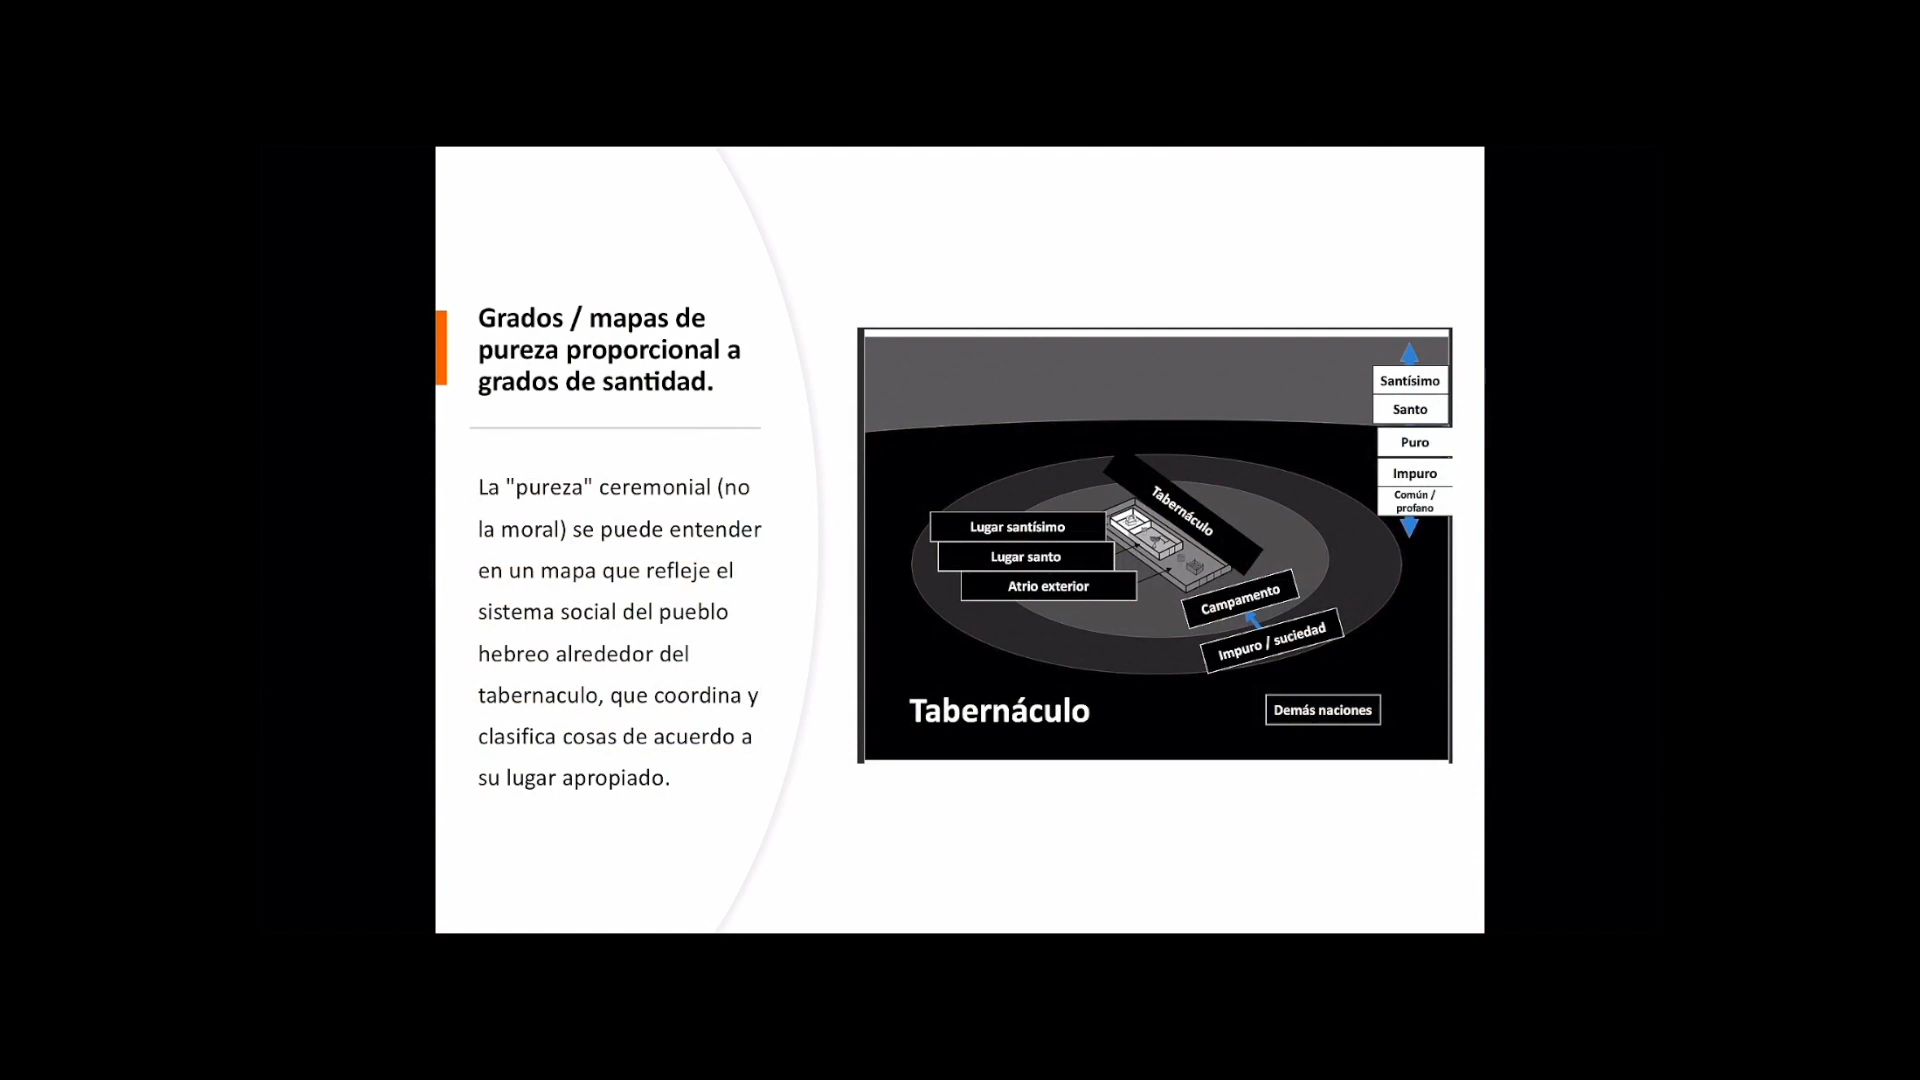 Grados / mapas de
pureza proporcional a
grados de santidad.
La "pureza" ceremonial (no
la moral) se puede entender
en un mapa que refleje el
sistema social del pueblo
hebreo alrededor del
tabernaculo, que coordina y
clasifica cosas de acuerdo a
su lugar apropiado.
Santísimo
Santo
Puro
Impuro
Común /
profano
Tabernáculo
Lugar santísimo
Lugar santo
Atrio exterior
Campamento
Impuro / suciedad
Tabernáculo
Demás naciones